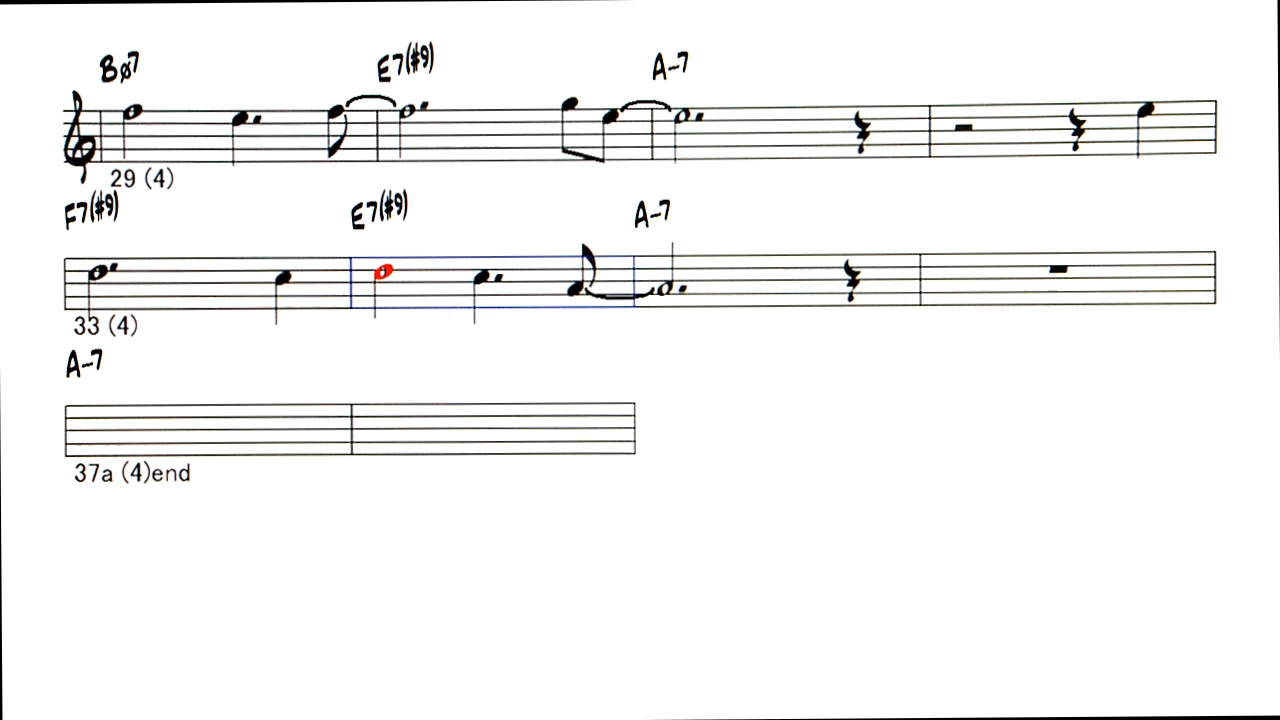 Bø7 E7(#9) A-7
29 (4)
F7(#9) E7(#9) A-7
33 (4)
A-7
37a (4)end